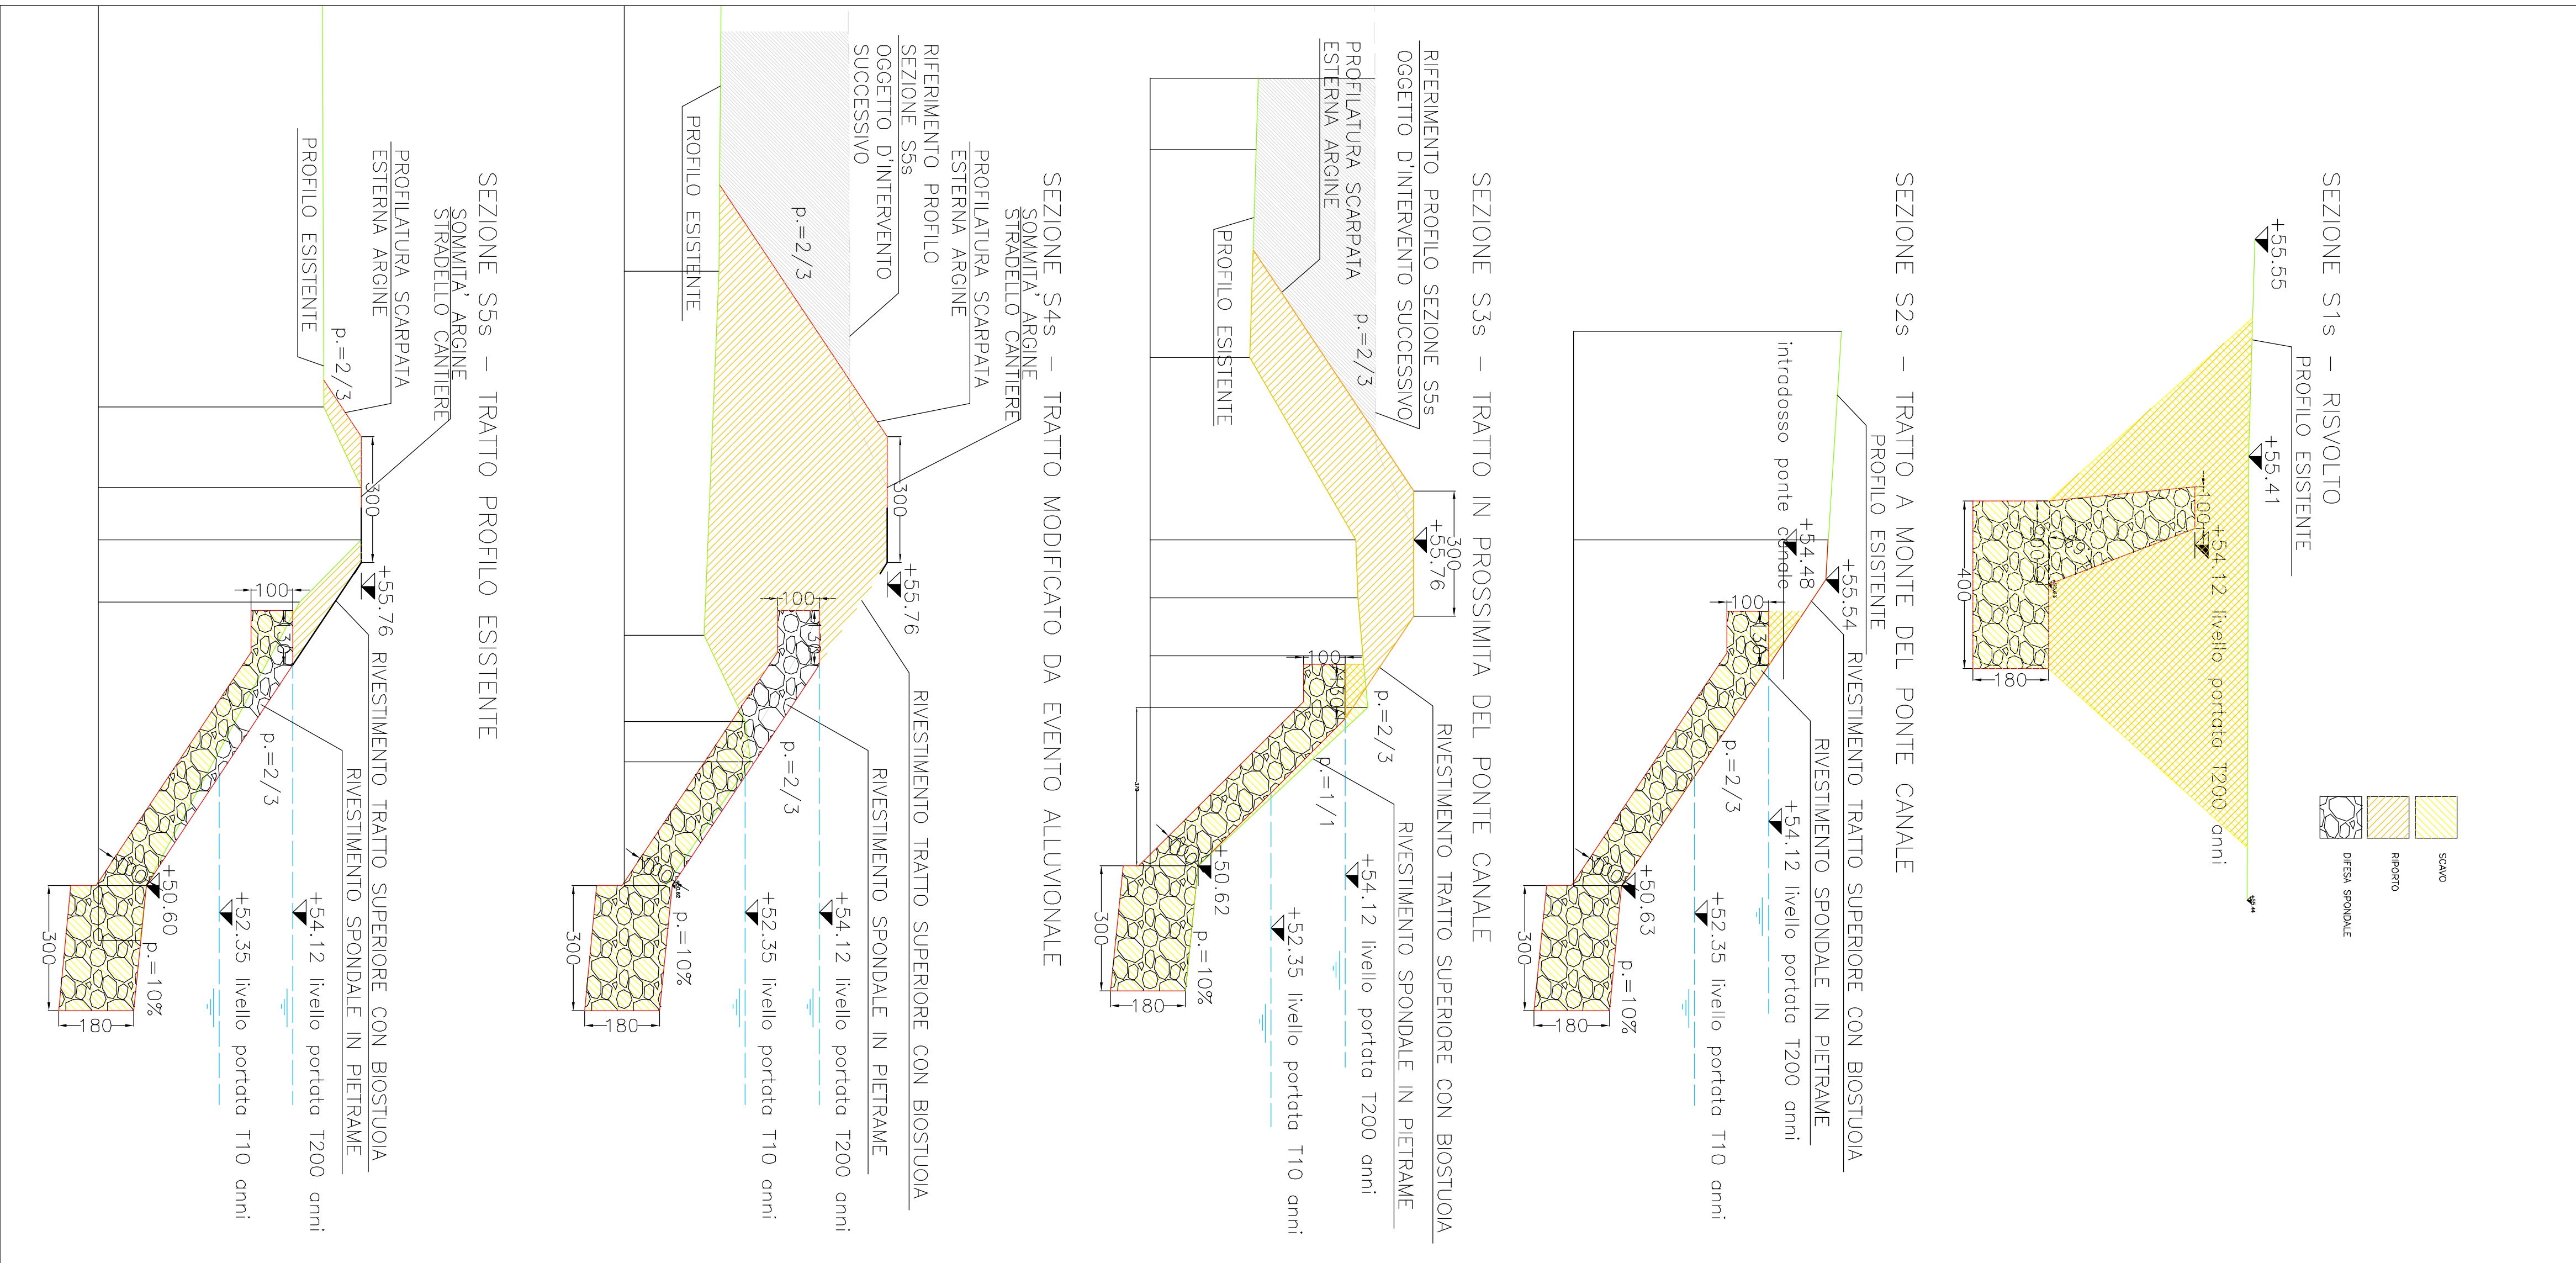 SEZIONE S1s – RISVOLTO
SCAVO
RIPORTO
DIFESA SPONDALE
+55.55
PROFILO ESISTENTE
+55.41
+54.12 livello portata T200 anni
100
200
400
180
SEZIONE S2s – TRATTO A MONTE DEL PONTE CANALE
PROFILO ESISTENTE
+55.54
RIVESTIMENTO TRATTO SUPERIORE CON BIOSTUOIA
RIVESTIMENTO SPONDALE IN PIETRAME
intradosso ponte canale
+54.48
+54.12 livello portata T200 anni
100
130
p.=2/3
+52.35 livello portata T10 anni
+50.63
p.=10%
300
180
SEZIONE S3s – TRATTO IN PROSSIMITA DEL PONTE CANALE
RIFERIMENTO PROFILO SEZIONE S5s
OGGETTO D'INTERVENTO SUCCESSIVO
PROFILATURA SCARPATA
ESTERNA ARGINE
p.=2/3
300
+55.76
RIVESTIMENTO TRATTO SUPERIORE CON BIOSTUOIA
RIVESTIMENTO SPONDALE IN PIETRAME
PROFILO ESISTENTE
p.=2/3
100
p.=1/1
+54.12 livello portata T200 anni
+52.35 livello portata T10 anni
+50.62
p.=10%
300
180
SEZIONE S4s – TRATTO MODIFICATO DA EVENTO ALLUVIONALE
SOMMITA' ARGINE
STRADELLO CANTIERE
PROFILATURA SCARPATA
ESTERNA ARGINE
RIFERIMENTO PROFILO
SEZIONE S5s
OGGETTO D'INTERVENTO
SUCCESSIVO
300
+55.76
RIVESTIMENTO TRATTO SUPERIORE CON BIOSTUOIA
RIVESTIMENTO SPONDALE IN PIETRAME
p.=2/3
PROFILO ESISTENTE
100
130
p.=2/3
+54.12 livello portata T200 anni
+52.35 livello portata T10 anni
p.=10%
300
180
SEZIONE S5s – TRATTO PROFILO ESISTENTE
SOMMITA' ARGINE
STRADELLO CANTIERE
PROFILATURA SCARPATA
ESTERNA ARGINE
PROFILO ESISTENTE
p.=2/3
300
+55.76
RIVESTIMENTO TRATTO SUPERIORE CON BIOSTUOIA
RIVESTIMENTO SPONDALE IN PIETRAME
100
130
p.=2/3
+54.12 livello portata T200 anni
+52.35 livello portata T10 anni
+50.60
p.=10%
300
180